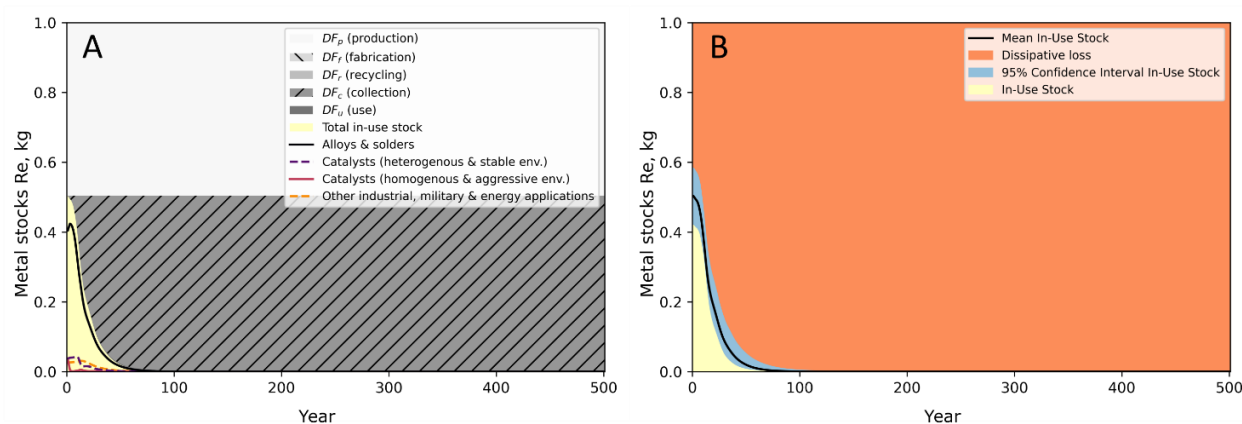 A
1.0
0.8
0.6
0.4
0.2
0.0
Metal stocks Re, kg
0
100
200
300
400
500
Year
DFp (production)
DFf (fabrication)
DFr (recycling)
DFc (collection)
DFu (use)
Total in-use stock
Alloys & solders
Catalysts (heterogenous & stable env.)
Catalysts (homogenous & aggressive env.)
Other industrial, military & energy applications
B
1.0
0.8
0.6
0.4
0.2
0.0
Metal stocks Re, kg
0
100
200
300
400
500
Year
Mean In-Use Stock
Dissipative loss
95% Confidence Interval In-Use Stock
In-Use Stock